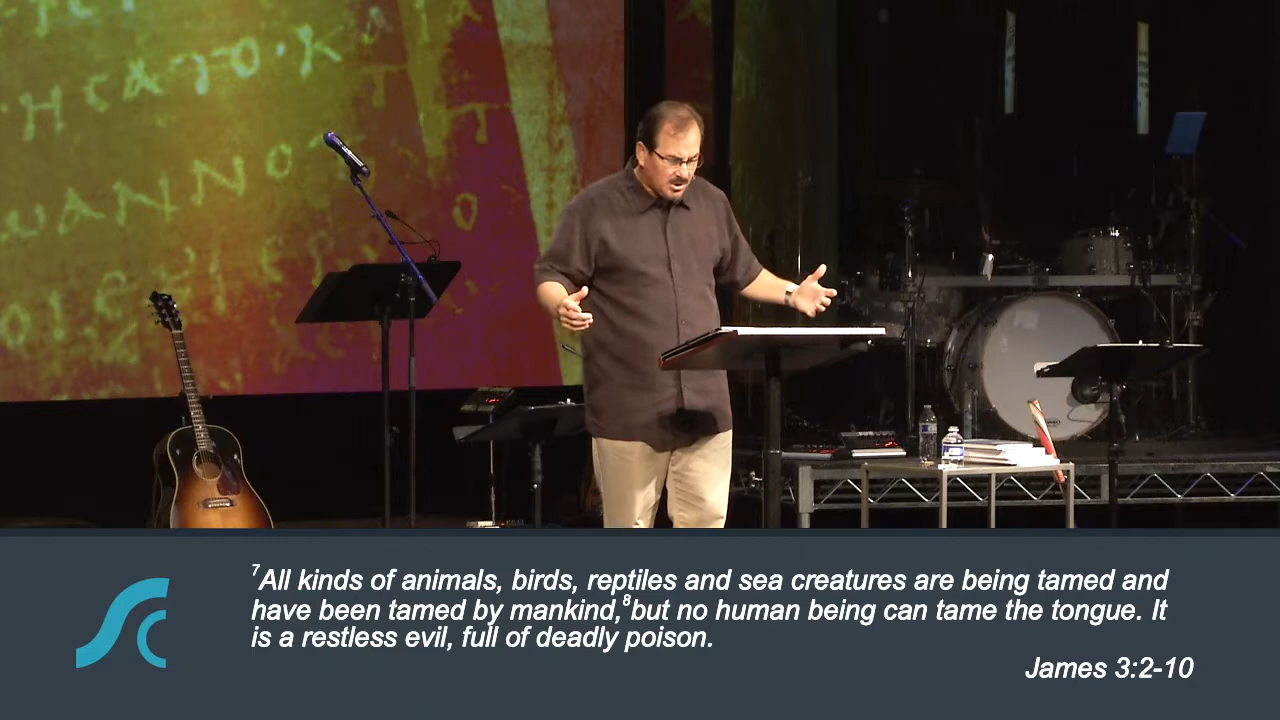 ⁷All kinds of animals, birds, reptiles and sea creatures are being tamed and
have been tamed by mankind,⁸but no human being can tame the tongue. It
is a restless evil, full of deadly poison.
James 3:2-10